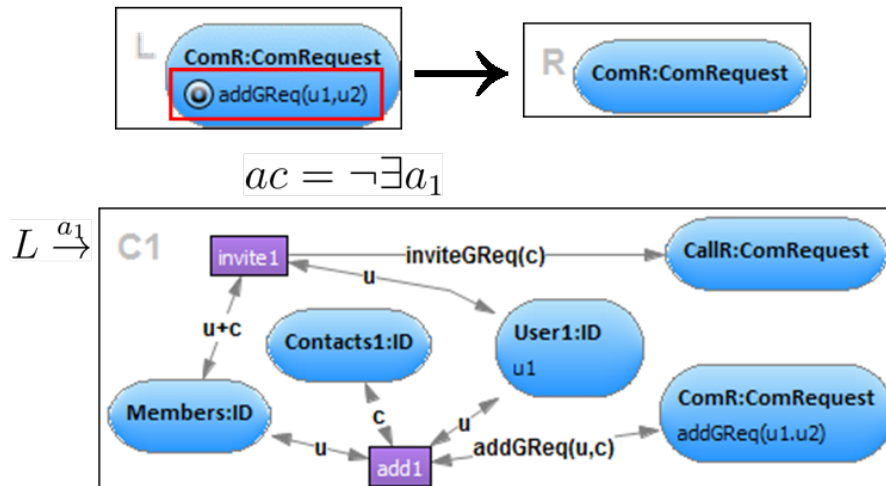 L
ComR:ComRequest
addGReq(u1,u2)
R
ComR:ComRequest
ac = ¬∃a₁
L →a₁
C1
invite1
inviteGReq(c)
CallR:ComRequest
u
u+c
Contacts1:ID
User1:ID
u1
Members:ID
c
u
ComR:ComRequest
addGReq(u1.u2)
u
add1
addGReq(u,c)